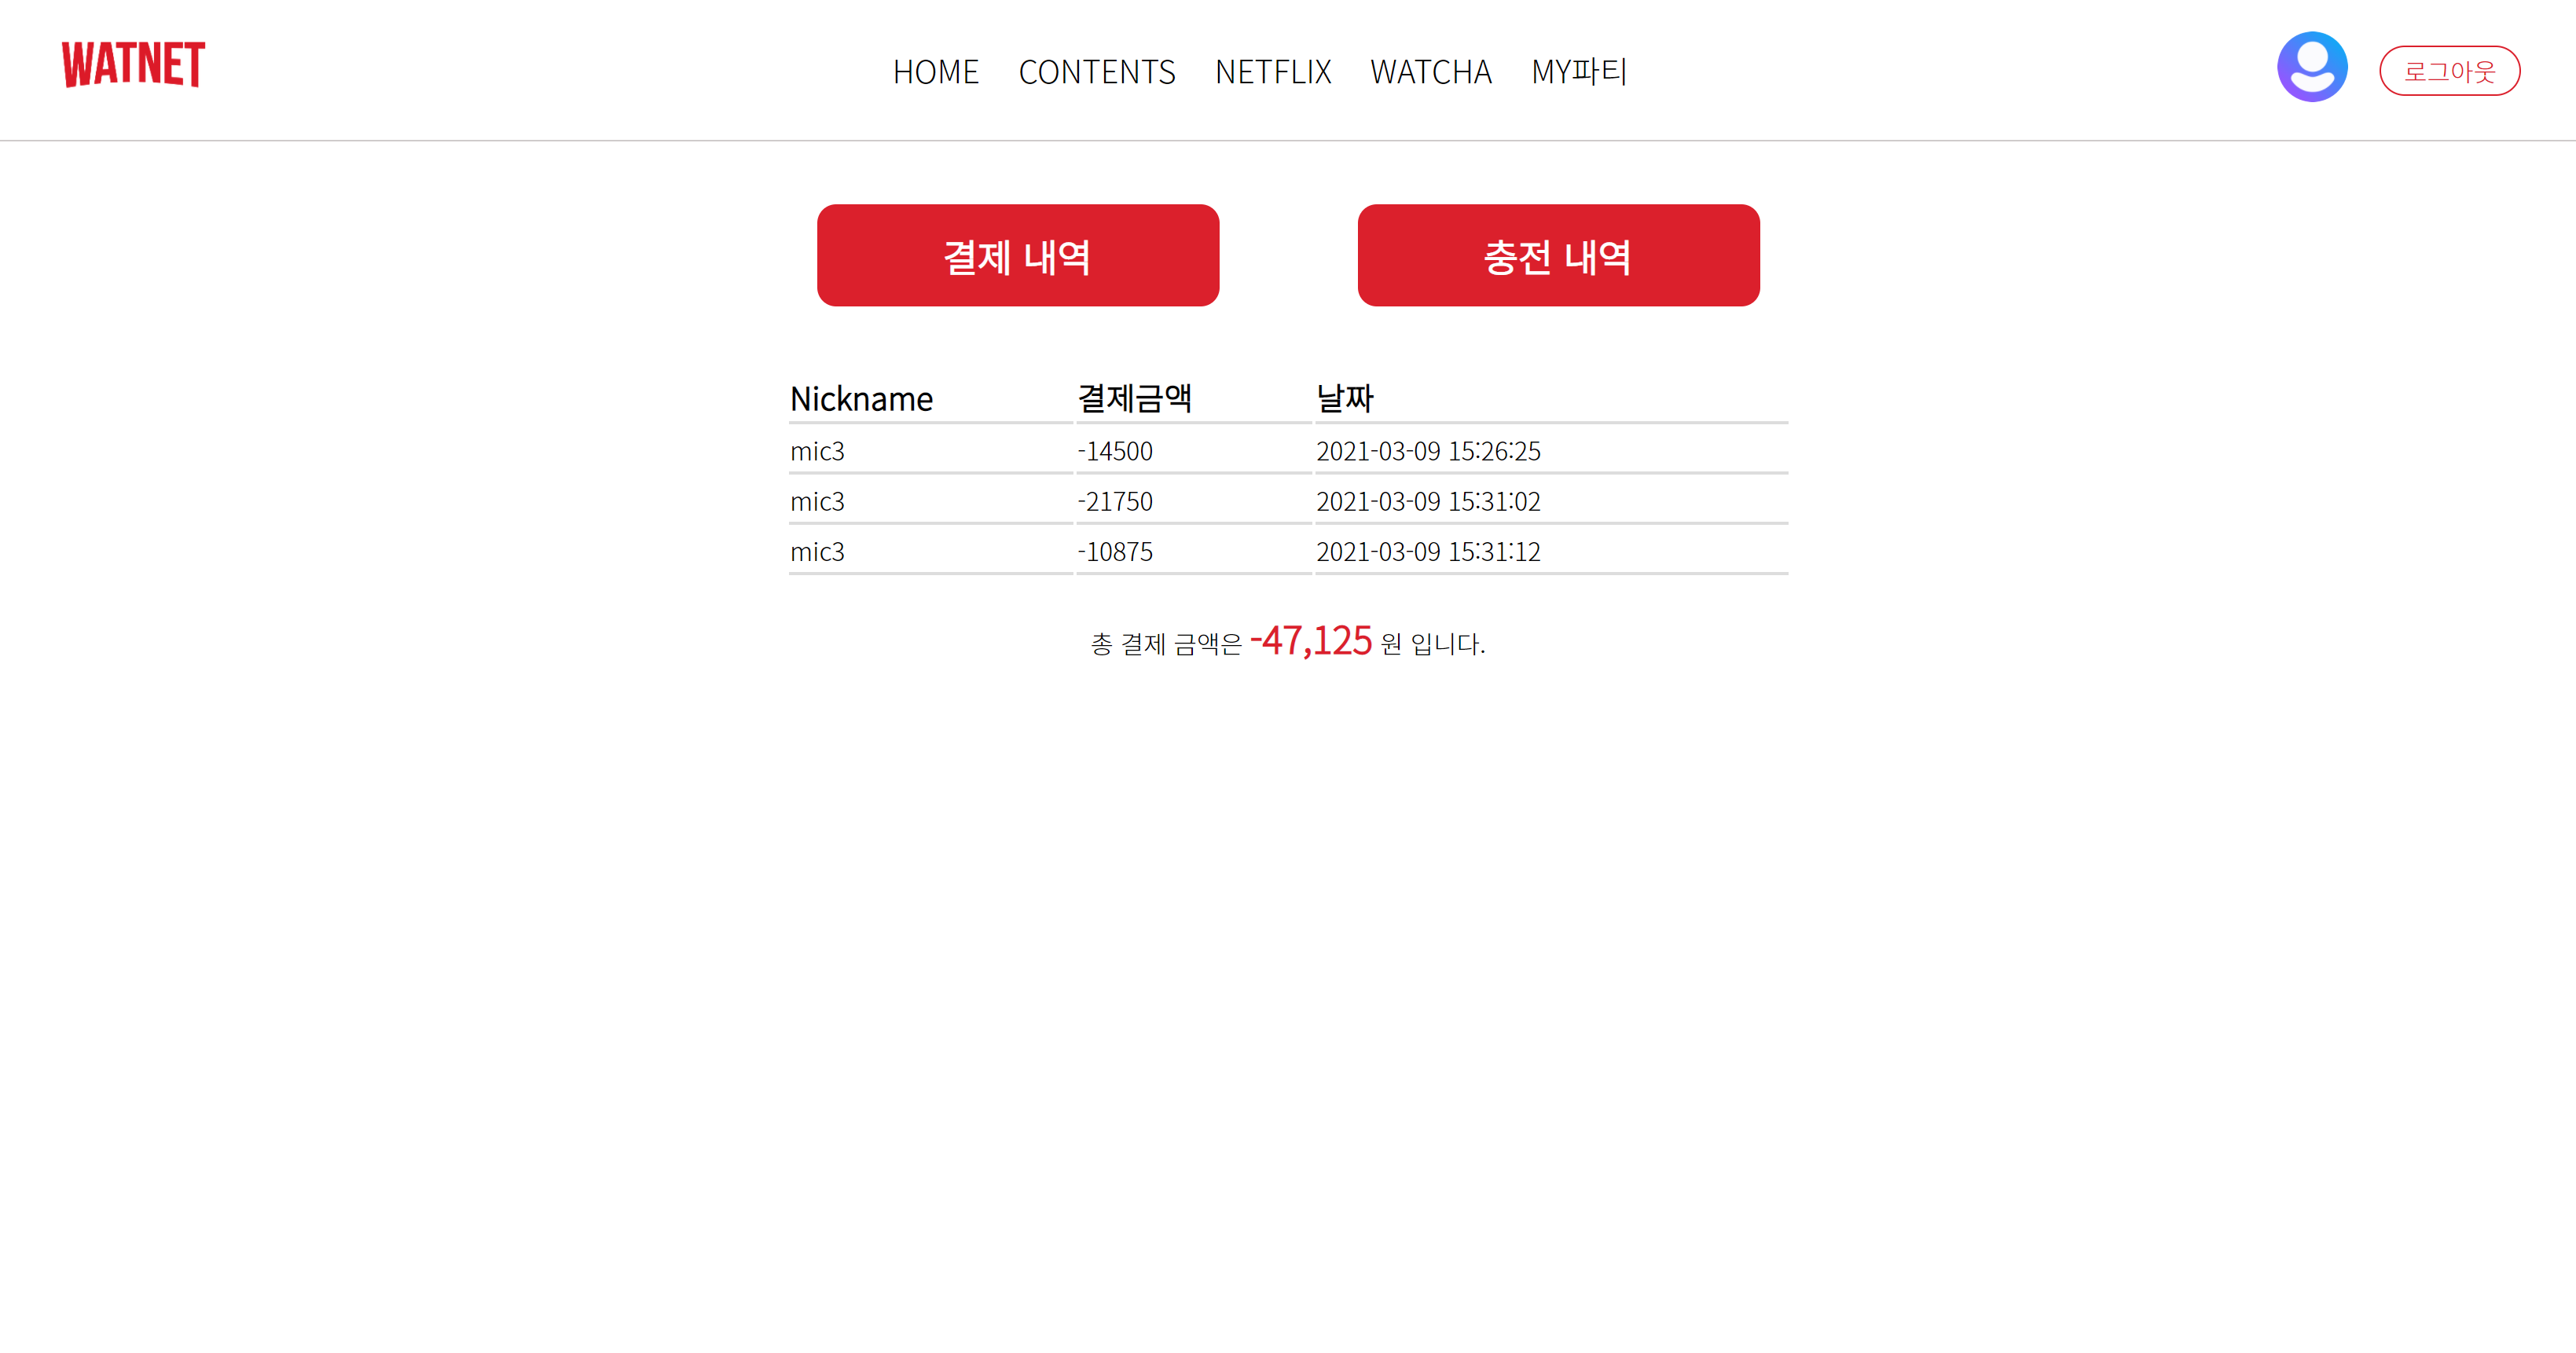 WATNET
HOME CONTENTS NETFLIX WATCHA MY파티
로그아웃
결제 내역 충전 내역
Nickname 결제금액 날짜
mic3 -14500 2021-03-09 15:26:25
mic3 -21750 2021-03-09 15:31:02
mic3 -10875 2021-03-09 15:31:12
총 결제 금액은 -47,125 원 입니다.